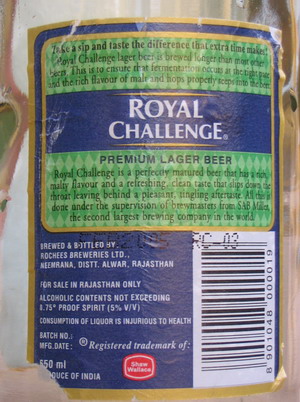 Take a sip and taste the difference that extra time makes.
Royal Challenge lager beer is brewed longer than most other
beers. This is to ensure that fermentation occurs at the right pace
and the rich flavour of malt and hops properly seeps into the beer.
ROYAL
CHALLENGE®
PREMIUM LAGER BEER
Royal Challenge is a perfectly matured beer that has a rich,
malty flavour and a refreshing, clean taste that slips down the
throat leaving behind a pleasant, tingling aftertaste. All this is
done under the supervision of brewmasters from SAB Miller,
the second largest brewing company in the world.
BREWED & BOTTLED BY
ROCHEES BREWERIES LTD.,
NEEMRANA, DISTT. ALWAR, RAJASTHAN
FOR SALE IN RAJASTHAN ONLY
ALCOHOLIC CONTENTS NOT EXCEEDING
8.75° PROOF SPIRIT (5% V/V)
CONSUMPTION OF LIQUOR IS INJURIOUS TO HEALTH
BATCH NO.:
MFG.DATE: ® Registered trademark of:
650 ml
DUCE OF INDIA
Shaw
Wallace
8 901048 000019